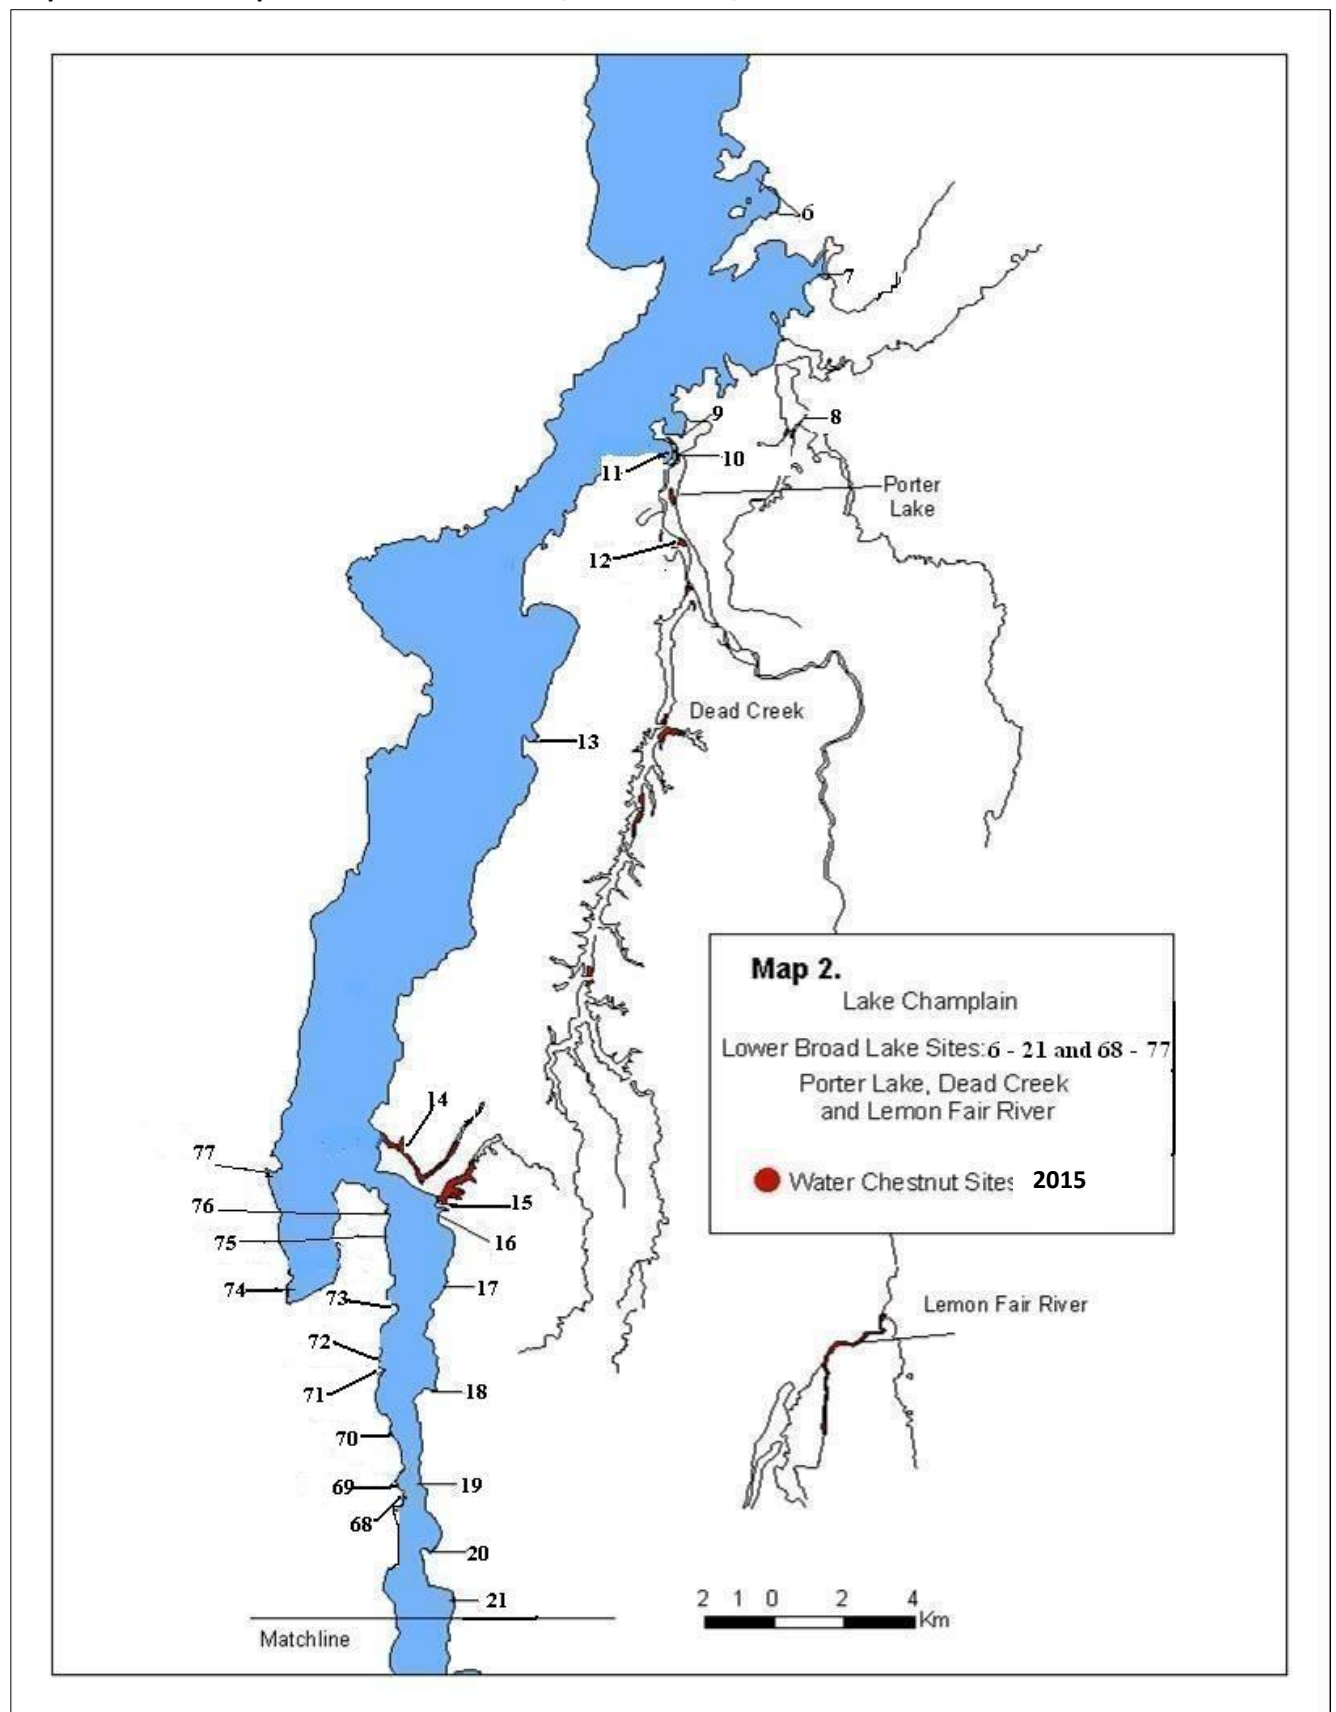 6
7
9
8
10
11
Porter
Lake
12
Dead Creek
13
Map 2.
Lake Champlain
Lower Broad Lake Sites:6 - 21 and 68 - 77
Porter Lake, Dead Creek
and Lemon Fair River
Water Chestnut Sites 2015
14
77
76
15
75
16
74
73
17
Lemon Fair River
72
71
18
70
69
19
68
20
21
2 1 0 2 4
Km
Matchline